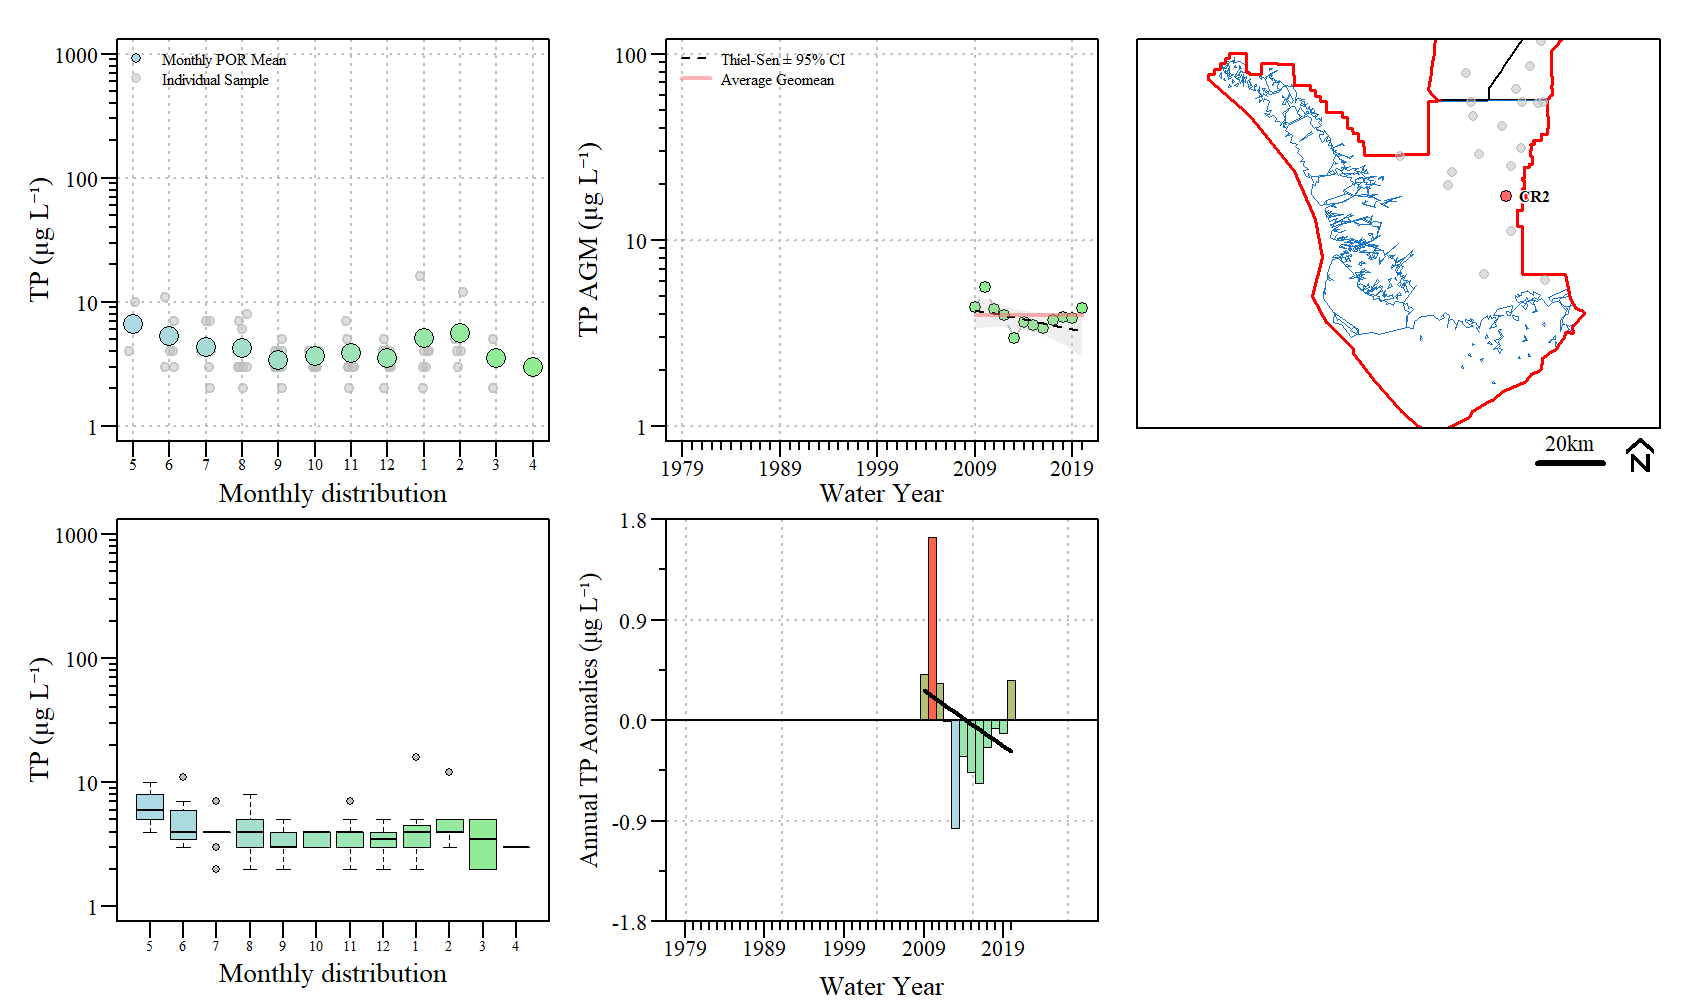 1000
100
10
1
TP (µg L⁻¹)
Monthly POR Mean
Individual Sample
5 6 7 8 9 10 11 12 1 2 3 4
Monthly distribution
100
10
1
TP AGM (µg L⁻¹)
Thiel-Sen ± 95% CI
Average Geomean
1979 1989 1999 2009 2019
Water Year
CR2
20km
N
1000
100
10
1
TP (µg L⁻¹)
5 6 7 8 9 10 11 12 1 2 3 4
Monthly distribution
1.8
0.9
0.0
-0.9
-1.8
Annual TP Aomalies (µg L⁻¹)
1979 1989 1999 2009 2019
Water Year